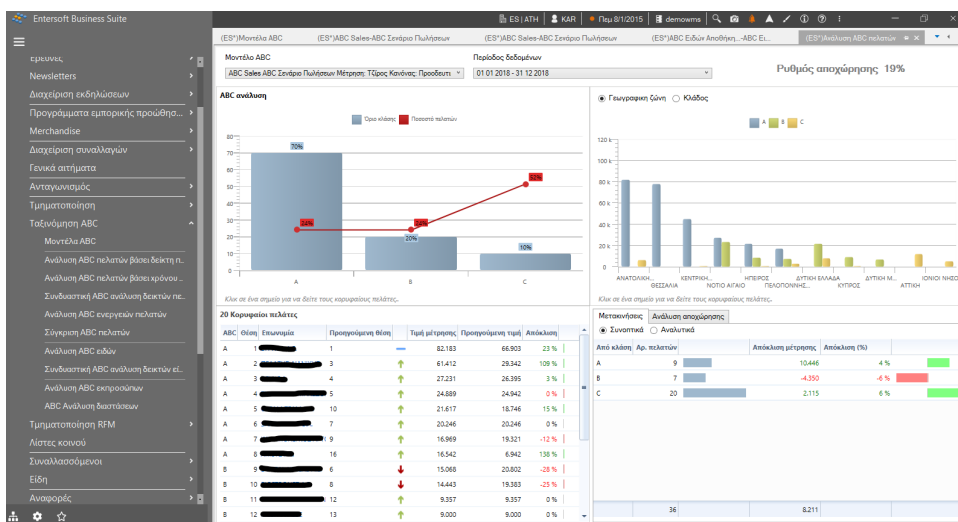 Entersoft Business Suite
ES | ATH
KAR
Πεμ 8/1/2015
demowms
(ES*)Μοντέλα ABC
(ES*)ABC Sales-ABC Σενάριο Πωλήσεων
(ES*)ABC Sales-ABC Σενάριο Πωλήσεων
(ES*)ABC Ειδών Αποθήκη...-ABC Ει...
(ES*)Ανάλυση ABC πελατών
Έρευνες
Newsletters
Διαχείριση εκδηλώσεων
Προγράμματα εμπορικής προώθησ...
Merchandise
Διαχείριση συναλλαγών
Γενικά αιτήματα
Ανταγωνισμός
Τμηματοποίηση
Ταξινόμηση ABC
Μοντέλα ABC
Ανάλυση ABC πελατών βάσει δείκτη π..
Ανάλυση ABC πελατών βάσει χρόνου ..
Συνδυαστική ABC ανάλυση δεικτών πε..
Ανάλυση ABC ενεργειών πελατών
Σύγκριση ABC πελατών
Ανάλυση ABC ειδών
Συνδυαστική ABC ανάλυση δεικτών εί..
Ανάλυση ABC εκπροσώπων
ABC Ανάλυση διαστάσεων
Τμηματοποίηση RFM
Λίστες κοινού
Συναλλασσόμενοι
Είδη
Αναφορές
Μοντέλο ABC
Περίοδος δεδομένων
ABC Sales ABC Σενάριο Πωλήσεων Μέτρηση: Τζίρος Κανόνας: Προοδευτι
01 01 2018 - 31 12 2018
Ρυθμός αποχώρησης 19%
ABC ανάλυση
Όριο κλάσης
Ποσοστό πελατών
80
70
60
50
40
30
20
10
0
70%
24%
20%
24%
52%
10%
A
B
C
Κλικ σε ένα σημείο για να δείτε τους κορυφαίους πελάτες..
Γεωγραφικη ζώνη
Κλάδος
A
B
C
120 k
100 k
80 k
60 k
40 k
20 k
0
ΑΝΑΤΟΛΙΚΗ...
ΘΕΣΣΑΛΙΑ
ΚΕΝΤΡΙΚΗ...
ΝΟΤΙΟ ΑΙΓΑΙΟ
ΗΠΕΙΡΟΣ
ΠΕΛΟΠΟΝΝΗΣ...
ΔΥΤΙΚΗ ΕΛΛΑΔΑ
ΚΥΠΡΟΣ
ΔΥΤΙΚΗ Μ...
ΑΤΤΙΚΗ
ΙΟΝΙΟΙ ΝΗΣΟ
Κλικ σε ένα σημείο για να δείτε τους κορυφαίους πελάτες..
20 Κορυφαίοι πελάτες
ABC Θέση Επωνυμία Προηγούμενη θέση Τιμή μέτρησης Προηγούμενη τιμή Απόκλιση
A 1 1 82.183 66.903 23 %
A 2 3 61.412 29.342 109 %
A 3 4 27.231 26.395 3 %
A 4 5 24.889 24.942 0 %
A 5 10 21.617 18.746 15 %
A 6 7 20.246 20.246 0 %
A 7 9 16.969 19.321 -12 %
A 8 16 16.542 6.942 138 %
B 9 6 15.068 20.802 -28 %
B 10 8 14.443 19.383 -25 %
B 11 12 9.357 9.357 0 %
B 12 13 9.000 9.000 0 %
Μετακινήσεις
Ανάλυση αποχώρησης
Συνοπτικά
Αναλυτικά
Από κλάση Αρ. πελατών Απόκλιση μέτρησης Απόκλιση (%)
A 9 10.446 4 %
B 7 -4.350 -6 %
C 20 2.115 6 %
36 8.211